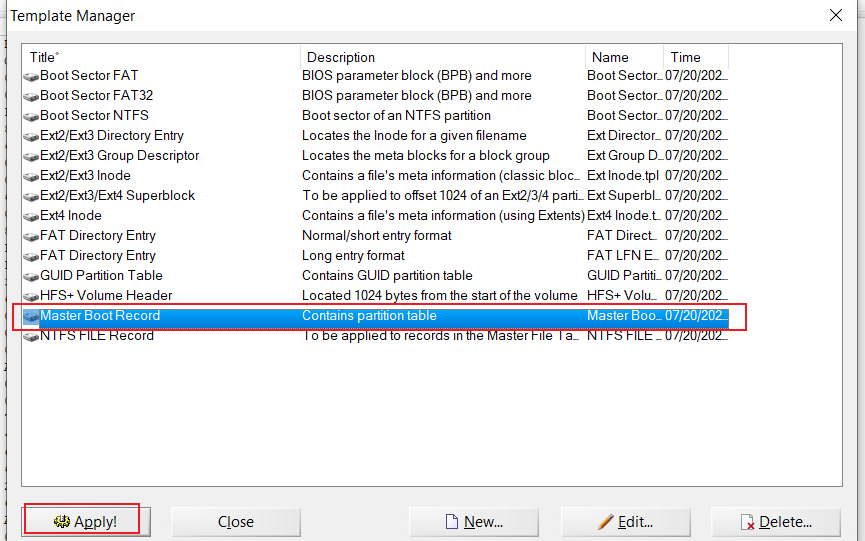 Template Manager
Title Description Name Time
Boot Sector FAT BIOS parameter block (BPB) and more Boot Sector... 07/20/202...
Boot Sector FAT32 BIOS parameter block (BPB) and more Boot Sector... 07/20/202...
Boot Sector NTFS Boot sector of an NTFS partition Boot Sector... 07/20/202...
Ext2/Ext3 Directory Entry Locates the Inode for a given filename Ext Director... 07/20/202...
Ext2/Ext3 Group Descriptor Locates the meta blocks for a block group Ext Group D... 07/20/202...
Ext2/Ext3 Inode Contains a file's meta information (classic bloc... Ext Inode.tpl 07/20/202...
Ext2/Ext3/Ext4 Superblock To be applied to offset 1024 of an Ext2/3/4 parti... Ext Superbl... 07/20/202...
Ext4 Inode Contains a file's meta information (using Extents) Ext4 Inode.t... 07/20/202...
FAT Directory Entry Normal/short entry format FAT Direct... 07/20/202...
FAT Directory Entry Long entry format FAT LFN E... 07/20/202...
GUID Partition Table Contains GUID partition table GUID Partiti... 07/20/202...
HFS+ Volume Header Located 1024 bytes from the start of the volume HFS+ Volu... 07/20/202...
Master Boot Record Contains partition table Master Boo... 07/20/202...
NTFS FILE Record To be applied to records in the Master File Ta... NTFS FILE ... 07/20/202...
Apply! Close New... Edit... Delete...